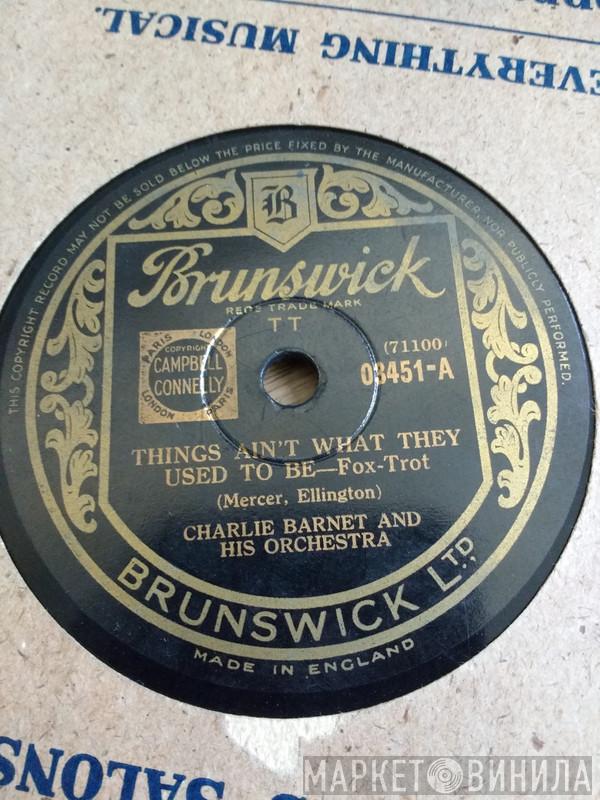 EVERYTHING MUSICAL.
THIS COPYRIGHT RECORD MAY NOT BE SOLD BELOW THE PRICE FIXED BY THE MANUFACTURER, NOR PUBLICLY PERFORMED.
B
Brunswick
REGD TRADE MARK
TT
PARIS LONDON
COPYRIGHT
CAMPBELL
CONNELLY
LONDON PARIS
(71100)
03451-A
THINGS AIN'T WHAT THEY
USED TO BE—Fox-Trot
(Mercer, Ellington)
CHARLIE BARNET AND
HIS ORCHESTRA
BRUNSWICK LTD.,
MADE IN ENGLAND
SALONS
МАРКЕТ ВИНИЛА